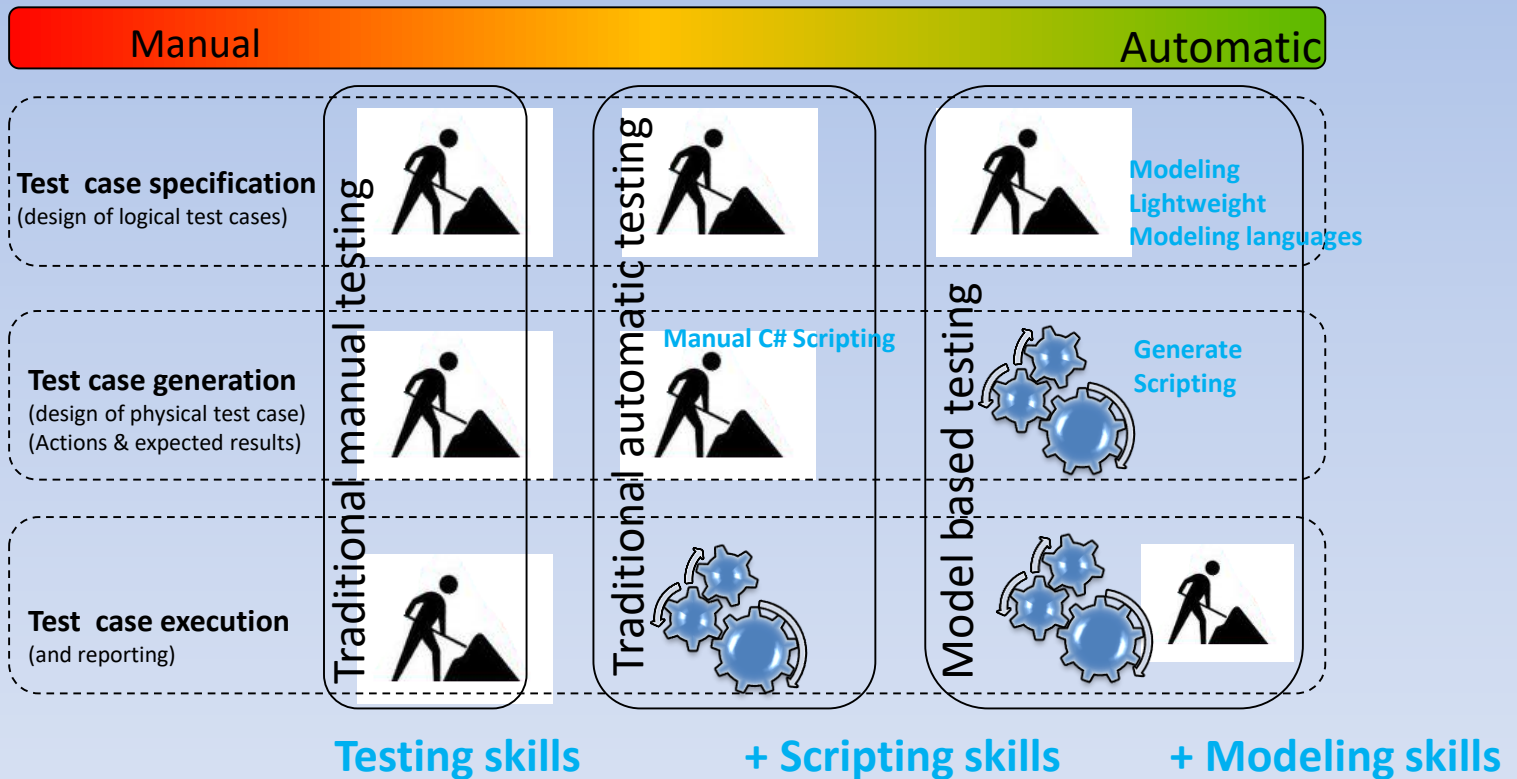 Manual
Automatic
Test  case specification
(design of logical test cases)
Traditional manual testing
Traditional automatic testing
Model based testing
Modeling
Lightweight
Modeling languages
Test case generation
(design of physical test case)
(Actions & expected results)
Manual C# Scripting
Generate
Scripting
Test  case execution
(and reporting)
Testing skills
+ Scripting skills
+ Modeling skills